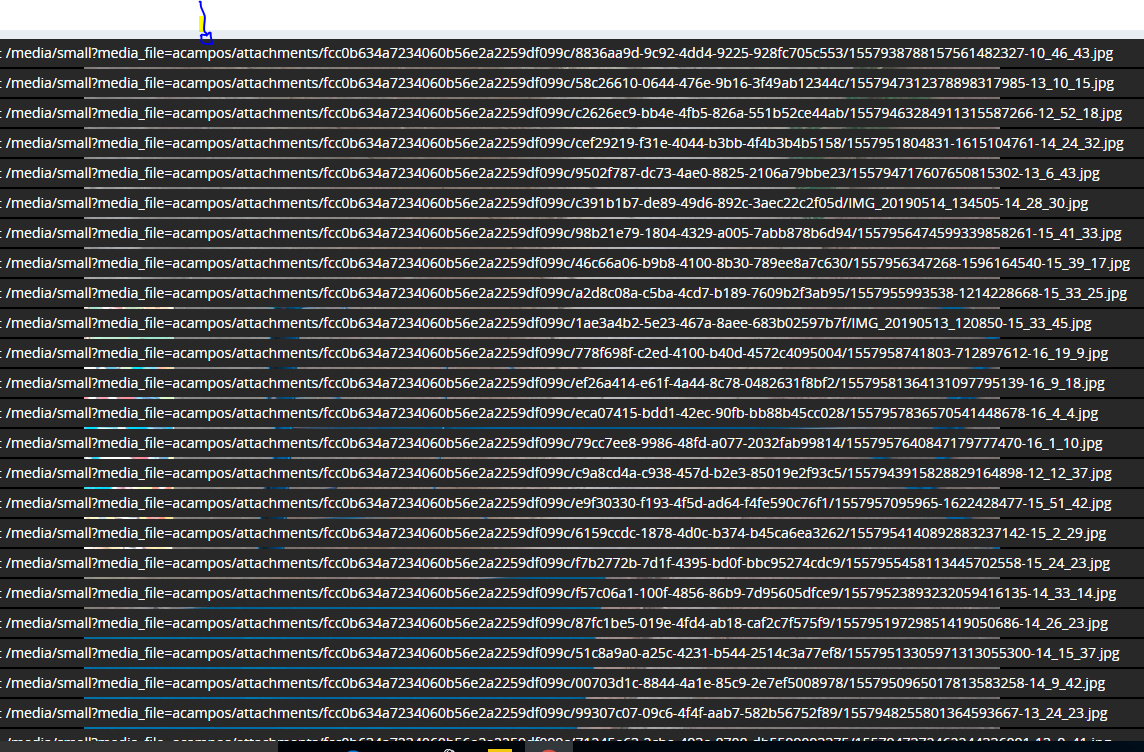 : /media/small?media_file=acampos/attachments/fcc0b634a7234060b56e2a2259df099c/8836aa9d-9c92-4dd4-9225-928fc705c553/1557938788157561482327-10_46_43.jpg
: /media/small?media_file=acampos/attachments/fcc0b634a7234060b56e2a2259df099c/58c26610-0644-476e-9b16-3f49ab12344c/1557947312378898317985-13_10_15.jpg
: /media/small?media_file=acampos/attachments/fcc0b634a7234060b56e2a2259df099c/c2626ec9-bb4e-4fb5-826a-551b52ce44ab/15579463284911315587266-12_52_18.jpg
: /media/small?media_file=acampos/attachments/fcc0b634a7234060b56e2a2259df099c/cef29219-f31e-4044-b3bb-4f4b3b4b5158/1557951804831-1615104761-14_24_32.jpg
: /media/small?media_file=acampos/attachments/fcc0b634a7234060b56e2a2259df099c/9502f787-dc73-4ae0-8825-2106a79bbe23/155794717607650815302-13_6_43.jpg
: /media/small?media_file=acampos/attachments/fcc0b634a7234060b56e2a2259df099c/c391b1b7-de89-49d6-892c-3aec22c2f05d/IMG_20190514_134505-14_28_30.jpg
: /media/small?media_file=acampos/attachments/fcc0b634a7234060b56e2a2259df099c/98b21e79-1804-4329-a005-7abb878b6d94/1557956474599339858261-15_41_33.jpg
: /media/small?media_file=acampos/attachments/fcc0b634a7234060b56e2a2259df099c/46c66a06-b9b8-4100-8b30-789ee8a7c630/1557956347268-1596164540-15_39_17.jpg
: /media/small?media_file=acampos/attachments/fcc0b634a7234060b56e2a2259df099c/a2d8c08a-c5ba-4cd7-b189-7609b2f3ab95/1557955993538-1214228668-15_33_25.jpg
: /media/small?media_file=acampos/attachments/fcc0b634a7234060b56e2a2259df099c/1ae3a4b2-5e23-467a-8aee-683b02597b7f/IMG_20190513_120850-15_33_45.jpg
: /media/small?media_file=acampos/attachments/fcc0b634a7234060b56e2a2259df099c/778f698f-c2ed-4100-b40d-4572c4095004/1557958741803-712897612-16_19_9.jpg
: /media/small?media_file=acampos/attachments/fcc0b634a7234060b56e2a2259df099c/ef26a414-e61f-4a44-8c78-0482631f8bf2/1557958136413​1097795139-16_9_18.jpg
: /media/small?media_file=acampos/attachments/fcc0b634a7234060b56e2a2259df099c/eca07415-bdd1-42ec-90fb-bb88b45cc028/1557957836570541448678-16_4_4.jpg
: /media/small?media_file=acampos/attachments/fcc0b634a7234060b56e2a2259df099c/79cc7ee8-9986-48fd-a077-2032fab99814/1557957640847179777470-16_1_10.jpg
: /media/small?media_file=acampos/attachments/fcc0b634a7234060b56e2a2259df099c/c9a8cd4a-c938-457d-b2e3-85019e2f93c5/1557943915828829164898-12_12_37.jpg
: /media/small?media_file=acampos/attachments/fcc0b634a7234060b56e2a2259df099c/e9f30330-f193-4f5d-ad64-f4fe590c76f1/1557957095965-1622428477-15_51_42.jpg
: /media/small?media_file=acampos/attachments/fcc0b634a7234060b56e2a2259df099c/6159ccdc-1878-4d0c-b374-b45ca6ea3262/1557954140892883237142-15_2_29.jpg
: /media/small?media_file=acampos/attachments/fcc0b634a7234060b56e2a2259df099c/f7b2772b-7d1f-4395-bd0f-bbc95274cdc9/1557955458113445702558-15_24_23.jpg
: /media/small?media_file=acampos/attachments/fcc0b634a7234060b56e2a2259df099c/f57c06a1-100f-4856-86b9-7d95605dfce9/15579523893232059416135-14_33_14.jpg
: /media/small?media_file=acampos/attachments/fcc0b634a7234060b56e2a2259df099c/87fc1be5-019e-4fd4-ab18-caf2c7f575f9/15579519729851419050686-14_26_23.jpg
: /media/small?media_file=acampos/attachments/fcc0b634a7234060b56e2a2259df099c/51c8a9a0-a25c-4231-b544-2514c3a77ef8/15579513305971313055300-14_15_37.jpg
: /media/small?media_file=acampos/attachments/fcc0b634a7234060b56e2a2259df099c/00703d1c-8844-4a1e-85c9-2e7ef5008978/1557950965017813583258-14_9_42.jpg
: /media/small?media_file=acampos/attachments/fcc0b634a7234060b56e2a2259df099c/99307c07-09c6-4f4f-aab7-582b56752f89/1557948255801364593667-13_24_23.jpg